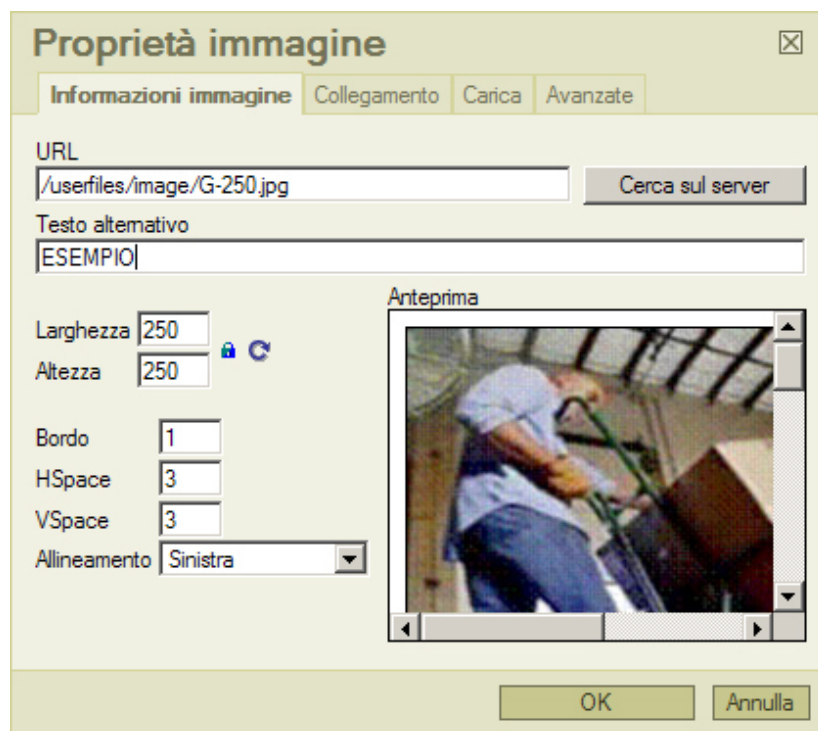 Proprietà immagine
Informazioni immagine Collegamento Carica Avanzate
URL
/userfiles/image/G-250.jpg Cerca sul server
Testo alternativo
ESEMPIO
Anteprima
Larghezza 250
Altezza 250
Bordo 1
HSpace 3
VSpace 3
Allineamento Sinistra
OK Annulla